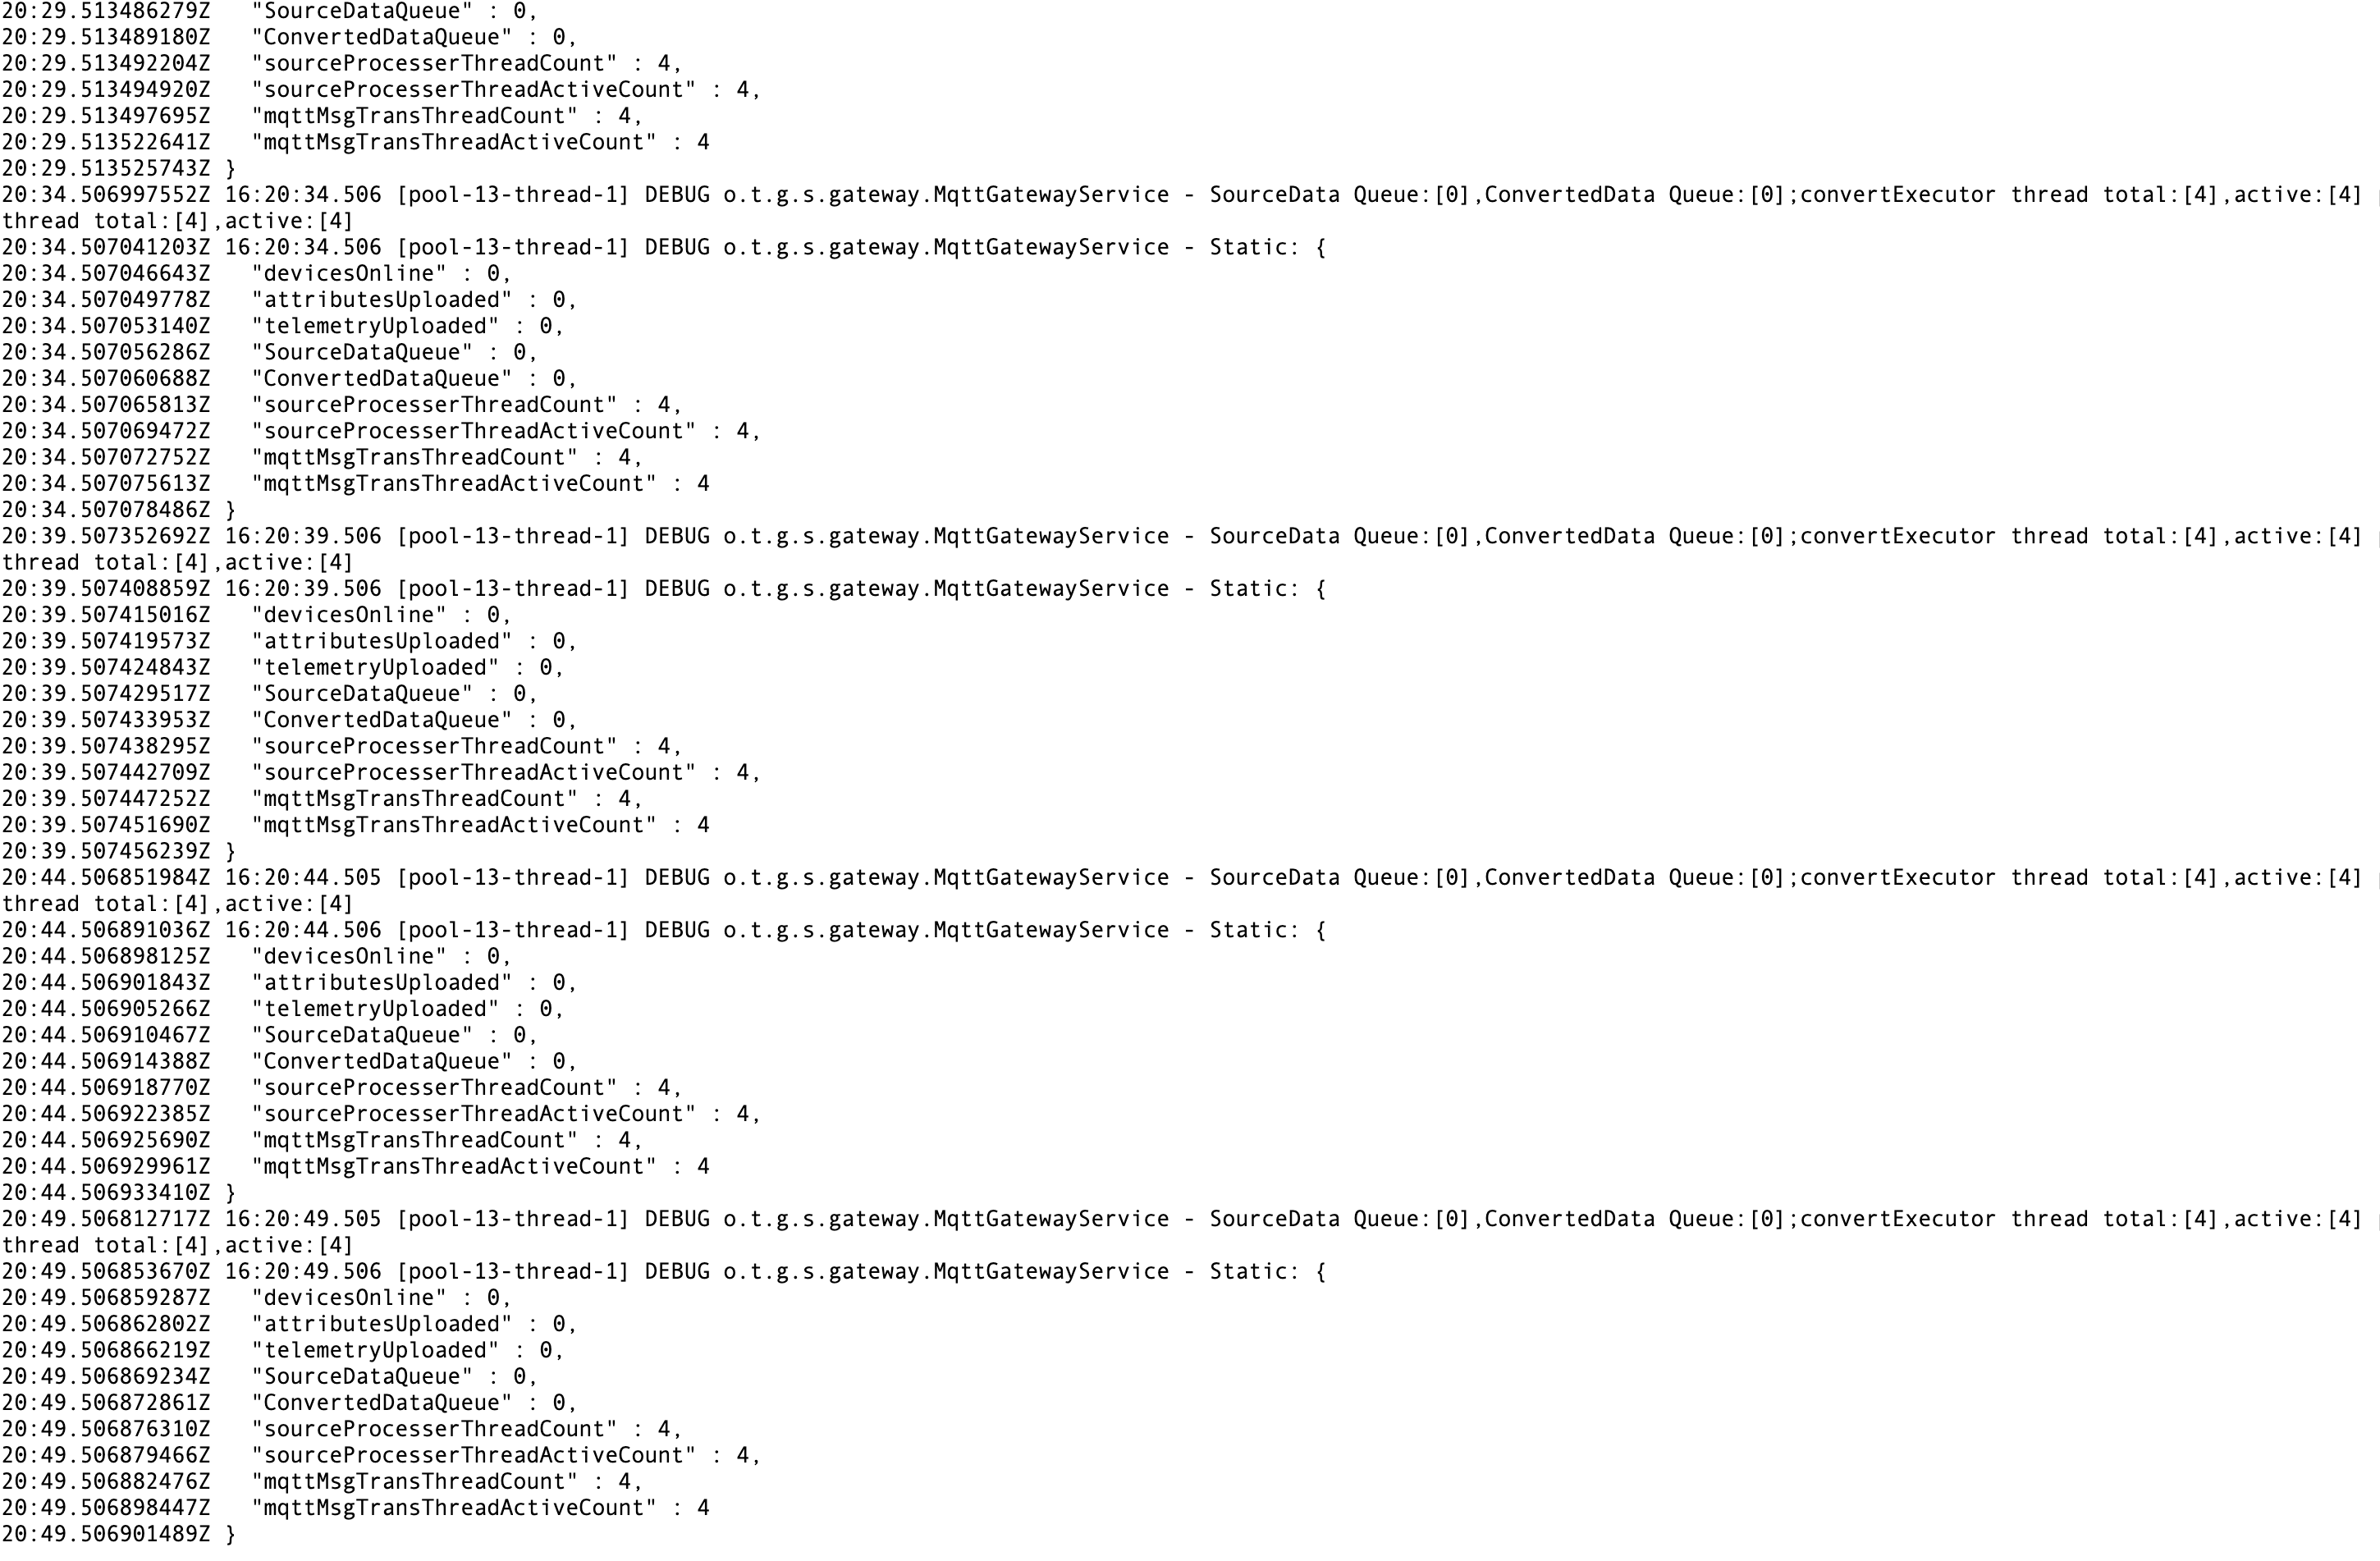 20:29.513486279Z   "SourceDataQueue" : 0,
20:29.513489180Z   "ConvertedDataQueue" : 0,
20:29.513492204Z   "sourceProcesserThreadCount" : 4,
20:29.513494920Z   "sourceProcesserThreadActiveCount" : 4,
20:29.513497695Z   "mqttMsgTransThreadCount" : 4,
20:29.513522641Z   "mqttMsgTransThreadActiveCount" : 4
20:29.513525743Z }
20:34.506997552Z 16:20:34.506 [pool-13-thread-1] DEBUG o.t.g.s.gateway.MqttGatewayService - SourceData Queue:[0],ConvertedData Queue:[0];convertExecutor thread total:[4],active:[4]
thread total:[4],active:[4]
20:34.507041203Z 16:20:34.506 [pool-13-thread-1] DEBUG o.t.g.s.gateway.MqttGatewayService - Static: {
20:34.507046643Z   "devicesOnline" : 0,
20:34.507049778Z   "attributesUploaded" : 0,
20:34.507053140Z   "telemetryUploaded" : 0,
20:34.507056286Z   "SourceDataQueue" : 0,
20:34.507060688Z   "ConvertedDataQueue" : 0,
20:34.507065813Z   "sourceProcesserThreadCount" : 4,
20:34.507069472Z   "sourceProcesserThreadActiveCount" : 4,
20:34.507072752Z   "mqttMsgTransThreadCount" : 4,
20:34.507075613Z   "mqttMsgTransThreadActiveCount" : 4
20:34.507078486Z }
20:39.507352692Z 16:20:39.506 [pool-13-thread-1] DEBUG o.t.g.s.gateway.MqttGatewayService - SourceData Queue:[0],ConvertedData Queue:[0];convertExecutor thread total:[4],active:[4]
thread total:[4],active:[4]
20:39.507408859Z 16:20:39.506 [pool-13-thread-1] DEBUG o.t.g.s.gateway.MqttGatewayService - Static: {
20:39.507415016Z   "devicesOnline" : 0,
20:39.507419573Z   "attributesUploaded" : 0,
20:39.507424843Z   "telemetryUploaded" : 0,
20:39.507429517Z   "SourceDataQueue" : 0,
20:39.507433953Z   "ConvertedDataQueue" : 0,
20:39.507438295Z   "sourceProcesserThreadCount" : 4,
20:39.507442709Z   "sourceProcesserThreadActiveCount" : 4,
20:39.507447252Z   "mqttMsgTransThreadCount" : 4,
20:39.507451690Z   "mqttMsgTransThreadActiveCount" : 4
20:39.507456239Z }
20:44.506851984Z 16:20:44.505 [pool-13-thread-1] DEBUG o.t.g.s.gateway.MqttGatewayService - SourceData Queue:[0],ConvertedData Queue:[0];convertExecutor thread total:[4],active:[4]
thread total:[4],active:[4]
20:44.506891036Z 16:20:44.506 [pool-13-thread-1] DEBUG o.t.g.s.gateway.MqttGatewayService - Static: {
20:44.506898125Z   "devicesOnline" : 0,
20:44.506901843Z   "attributesUploaded" : 0,
20:44.506905266Z   "telemetryUploaded" : 0,
20:44.506910467Z   "SourceDataQueue" : 0,
20:44.506914388Z   "ConvertedDataQueue" : 0,
20:44.506918770Z   "sourceProcesserThreadCount" : 4,
20:44.506922385Z   "sourceProcesserThreadActiveCount" : 4,
20:44.506925690Z   "mqttMsgTransThreadCount" : 4,
20:44.506929961Z   "mqttMsgTransThreadActiveCount" : 4
20:44.506933410Z }
20:49.506812717Z 16:20:49.505 [pool-13-thread-1] DEBUG o.t.g.s.gateway.MqttGatewayService - SourceData Queue:[0],ConvertedData Queue:[0];convertExecutor thread total:[4],active:[4]
thread total:[4],active:[4]
20:49.506853670Z 16:20:49.506 [pool-13-thread-1] DEBUG o.t.g.s.gateway.MqttGatewayService - Static: {
20:49.506859287Z   "devicesOnline" : 0,
20:49.506862802Z   "attributesUploaded" : 0,
20:49.506866219Z   "telemetryUploaded" : 0,
20:49.506869234Z   "SourceDataQueue" : 0,
20:49.506872861Z   "ConvertedDataQueue" : 0,
20:49.506876310Z   "sourceProcesserThreadCount" : 4,
20:49.506879466Z   "sourceProcesserThreadActiveCount" : 4,
20:49.506882476Z   "mqttMsgTransThreadCount" : 4,
20:49.506898447Z   "mqttMsgTransThreadActiveCount" : 4
20:49.506901489Z }